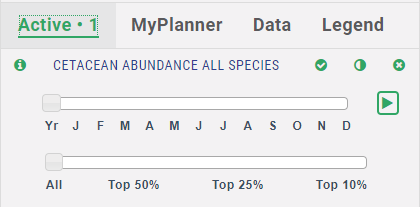 Active • 1 MyPlanner Data Legend
CETACEAN ABUNDANCE ALL SPECIES
Yr J F M A M J J A S O N D
All Top 50% Top 25% Top 10%